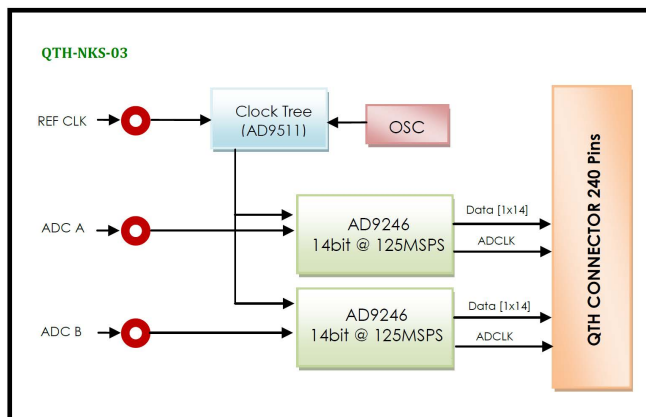 QTH-NKS-03
REF CLK
Clock Tree
(AD9511)
OSC
ADC A
AD9246
14bit @ 125MSPS
Data [1x14]
ADCLK
ADC B
AD9246
14bit @ 125MSPS
Data [1x14]
ADCLK
QTH CONNECTOR 240 Pins